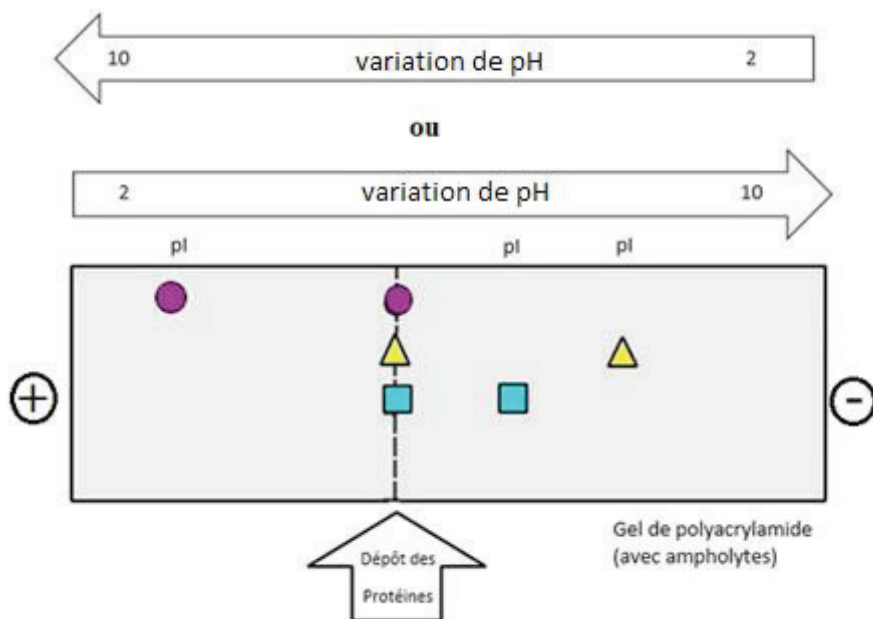 10 variation de pH 2
ou
2 variation de pH 10
pI pI pI
+ -
Dépôt des
Protéines
Gel de polyacrylamide
(avec ampholytes)